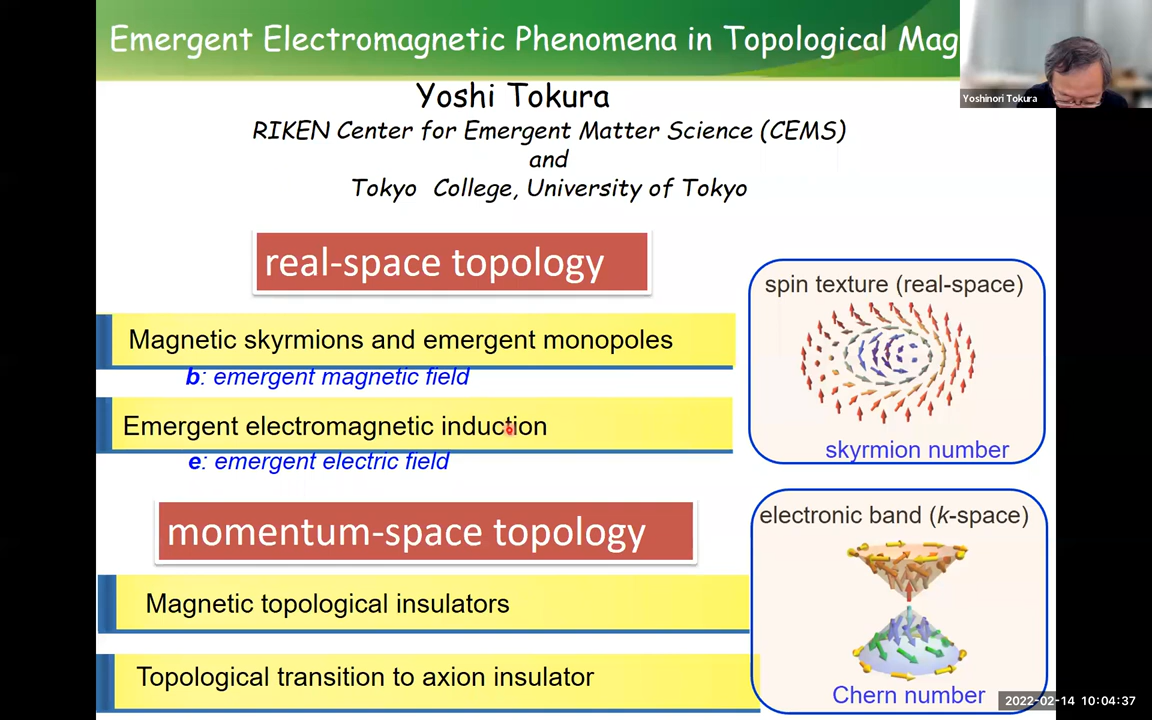 Emergent Electromagnetic Phenomena in Topological Mag
Yoshinori Tokura
Yoshi Tokura
RIKEN Center for Emergent Matter Science (CEMS)
and
Tokyo College, University of Tokyo
real-space topology
Magnetic skyrmions and emergent monopoles
b: emergent magnetic field
Emergent electromagnetic induction
e: emergent electric field
spin texture (real-space)
skyrmion number
momentum-space topology
Magnetic topological insulators
Topological transition to axion insulator
electronic band (k-space)
Chern number
2022-02-14 10:04:37